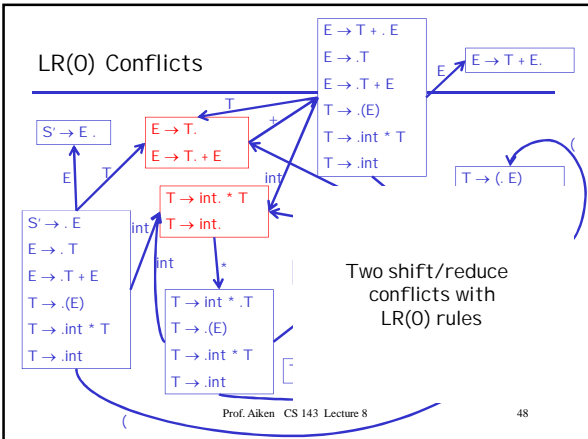 LR(0) Conflicts
E → T + . E
E → .T
E → .T + E
T → .(E)
T → .int * T
T → .int
E
E → T + E.
T
+
S' → E .
E → T.
E → T. + E
E
T
int
(
T → (. E)
T → int. * T
T → int.
S' → . E
E → . T
E → .T + E
T → .(E)
T → .int * T
T → .int
int
int
*
T → int * .T
T → .(E)
T → .int * T
T → .int
Two shift/reduce
conflicts with
LR(0) rules
(
Prof. Aiken CS 143 Lecture 8
48